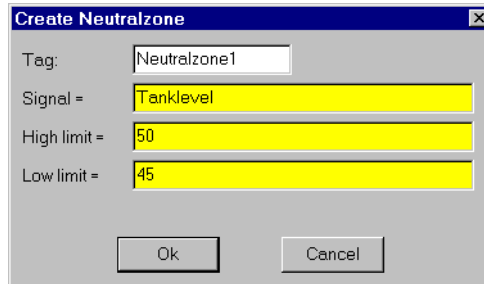 Create Neutralzone
Tag: Neutralzone1
Signal = Tanklevel
High limit = 50
Low limit = 45
Ok Cancel